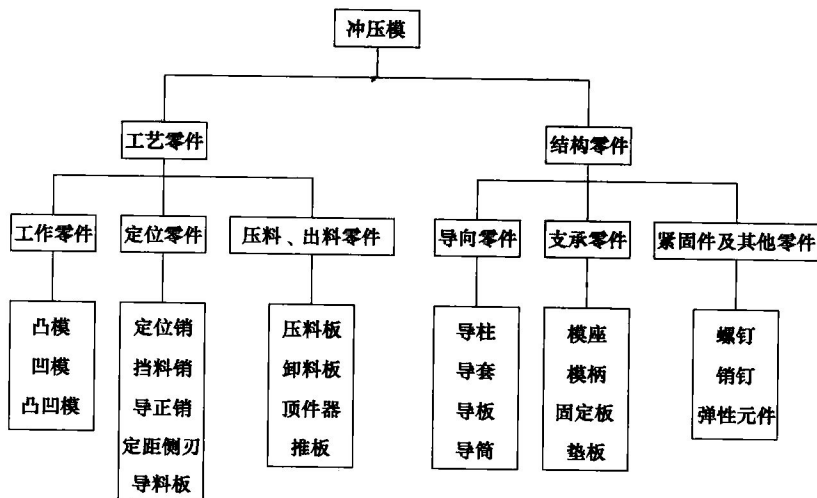 冲压模
工艺零件
结构零件
工作零件
定位零件
压料、出料零件
导向零件
支承零件
紧固件及其他零件
凸模
凹模
凸凹模
定位销
挡料销
导正销
定距侧刃
导料板
压料板
卸料板
顶件器
推板
导柱
导套
导板
导筒
模座
模柄
固定板
垫板
螺钉
销钉
弹性元件